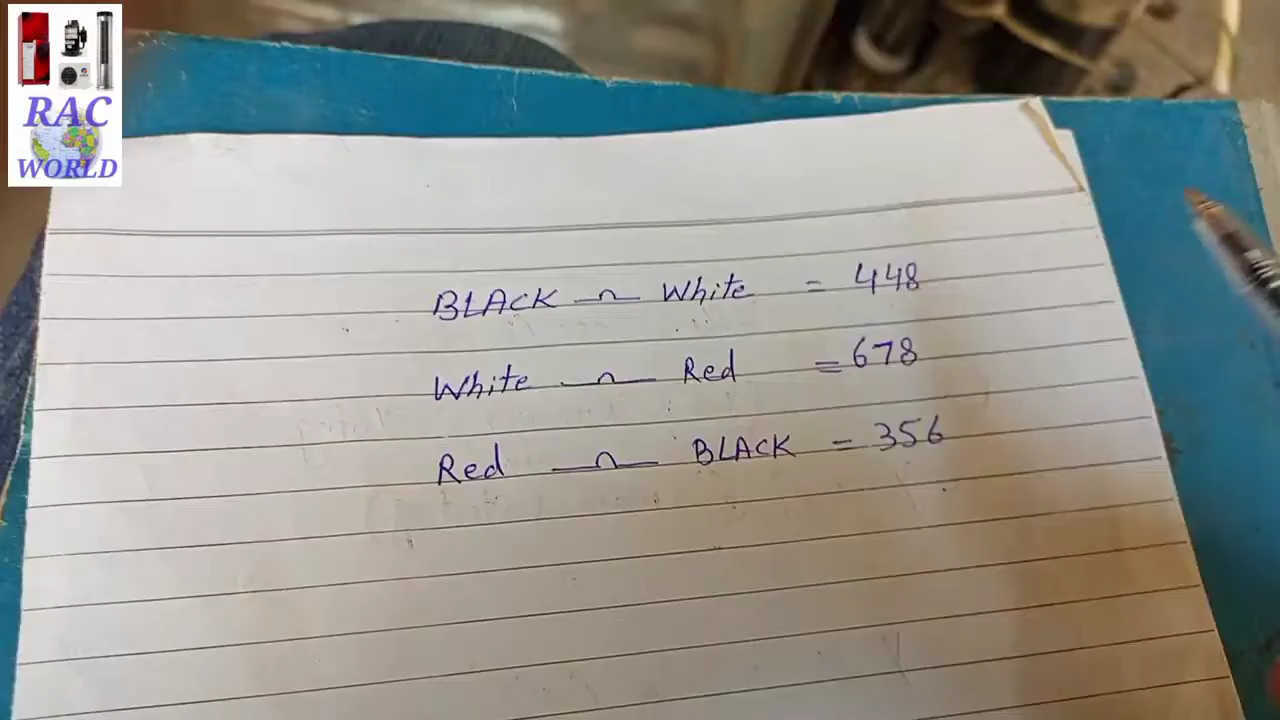 RAC
WORLD
BLACK — White = 448
White — Red = 678
Red — BLACK = 356